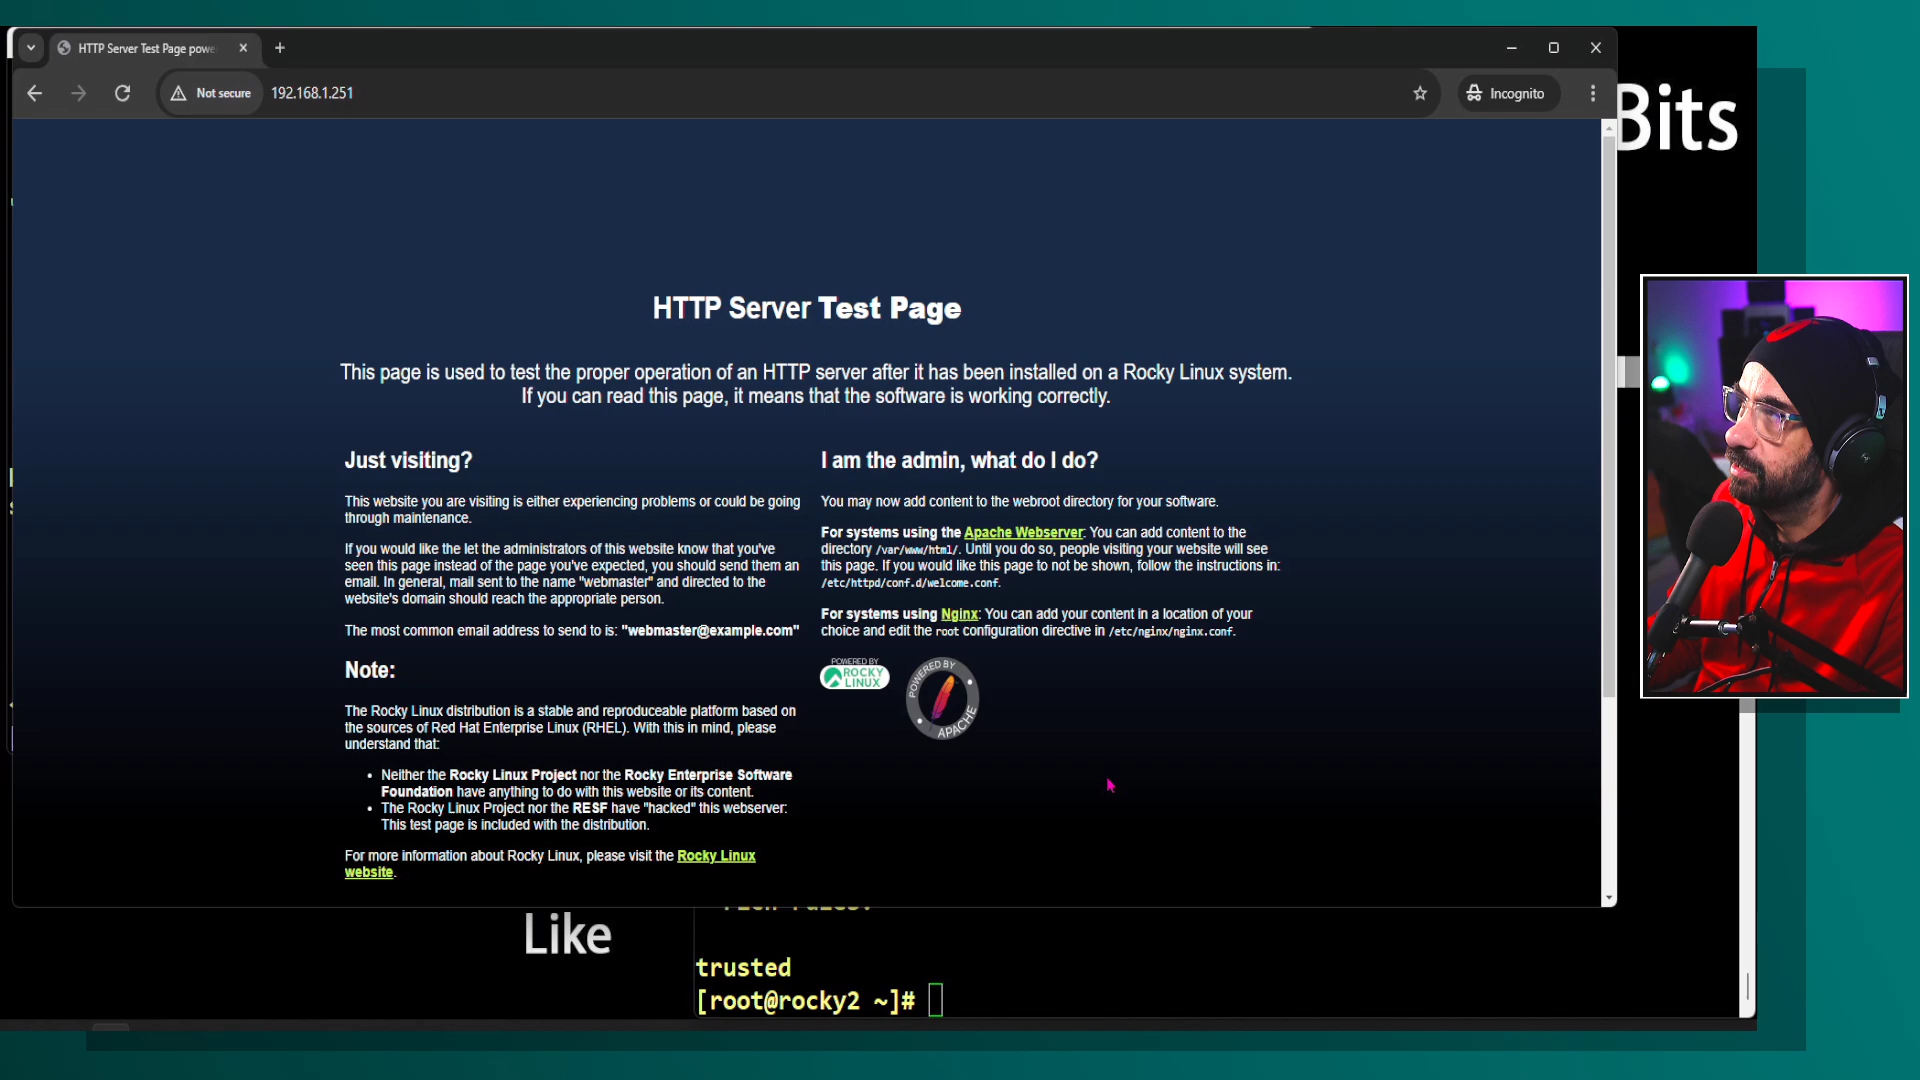 HTTP Server Test Page powe
Not secure
192.168.1.251
Incognito
Bits
HTTP Server Test Page
This page is used to test the proper operation of an HTTP server after it has been installed on a Rocky Linux system.
If you can read this page, it means that the software is working correctly.
Just visiting?
This website you are visiting is either experiencing problems or could be going
through maintenance.
If you would like the let the administrators of this website know that you've
seen this page instead of the page you've expected, you should send them an
email. In general, mail sent to the name "webmaster" and directed to the
website's domain should reach the appropriate person.
The most common email address to send to is: "webmaster@example.com"
Note:
The Rocky Linux distribution is a stable and reproduceable platform based on
the sources of Red Hat Enterprise Linux (RHEL). With this in mind, please
understand that:
• Neither the Rocky Linux Project nor the Rocky Enterprise Software
Foundation have anything to do with this website or its content.
• The Rocky Linux Project nor the RESF have "hacked" this webserver:
This test page is included with the distribution.
For more information about Rocky Linux, please visit the Rocky Linux
website.
I am the admin, what do I do?
You may now add content to the webroot directory for your software.
For systems using the Apache Webserver: You can add content to the
directory /var/www/html/. Until you do so, people visiting your website will see
this page. If you would like this page to not be shown, follow the instructions in:
/etc/httpd/conf.d/welcome.conf.
For systems using Nginx: You can add your content in a location of your
choice and edit the root configuration directive in /etc/nginx/nginx.conf.
POWERED BY
ROCKY
LINUX
POWERED BY
APACHE
Like
trusted
[root@rocky2 ~]#